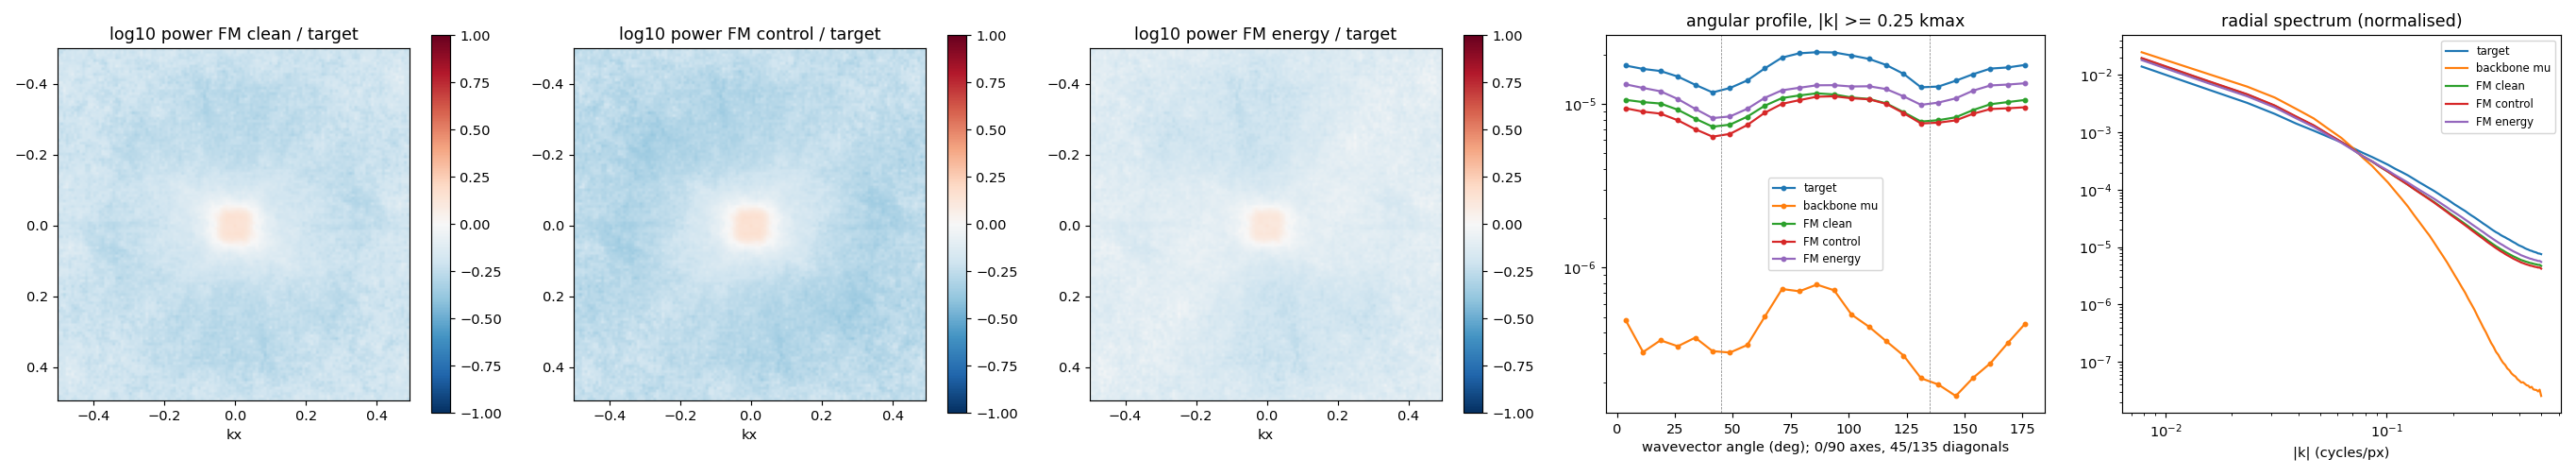 log10 power FM clean / target
−0.4
−0.2
0.0
0.2
0.4
−0.4 −0.2 0.0 0.2 0.4
kx
1.00
0.75
0.50
0.25
0.00
−0.25
−0.50
−0.75
−1.00
log10 power FM control / target
−0.4
−0.2
0.0
0.2
0.4
−0.4 −0.2 0.0 0.2 0.4
kx
1.00
0.75
0.50
0.25
0.00
−0.25
−0.50
−0.75
−1.00
log10 power FM energy / target
−0.4
−0.2
0.0
0.2
0.4
−0.4 −0.2 0.0 0.2 0.4
kx
1.00
0.75
0.50
0.25
0.00
−0.25
−0.50
−0.75
−1.00
angular profile, |k| >= 0.25 kmax
10−5
10−6
target
backbone mu
FM clean
FM control
FM energy
0 25 50 75 100 125 150 175
wavevector angle (deg); 0/90 axes, 45/135 diagonals
radial spectrum (normalised)
target
backbone mu
FM clean
FM control
FM energy
10−2
10−3
10−4
10−5
10−6
10−7
10−2 10−1
|k| (cycles/px)